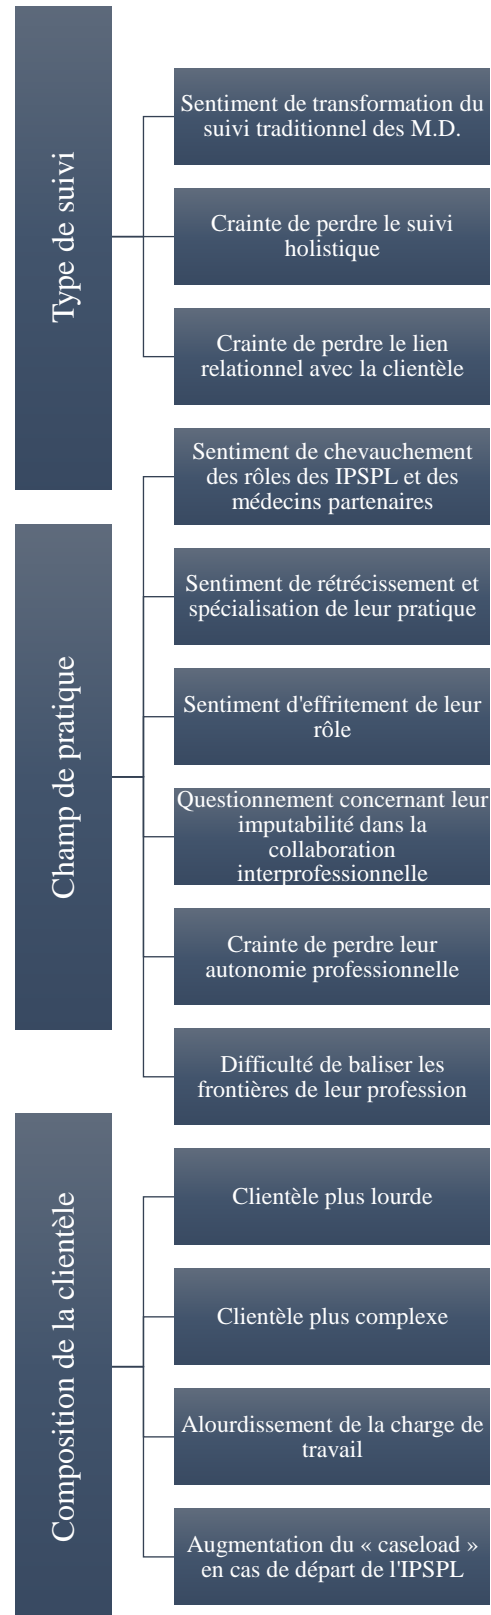 Type de suivi
Sentiment de transformation du
suivi traditionnel des M.D.
Crainte de perdre le suivi
holistique
Crainte de perdre le lien
relationnel avec la clientèle
Champ de pratique
Sentiment de chevauchement
des rôles des IPSPL et des
médecins partenaires
Sentiment de rétrécissement et
spécialisation de leur pratique
Sentiment d'effritement de leur
rôle
Questionnement concernant leur
imputabilité dans la
collaboration
interprofessionnelle
Crainte de perdre leur
autonomie professionnelle
Difficulté de baliser les
frontières de leur profession
Composition de la clientèle
Clientèle plus lourde
Clientèle plus complexe
Alourdissement de la charge de
travail
Augmentation du « caseload »
en cas de départ de l'IPSPL